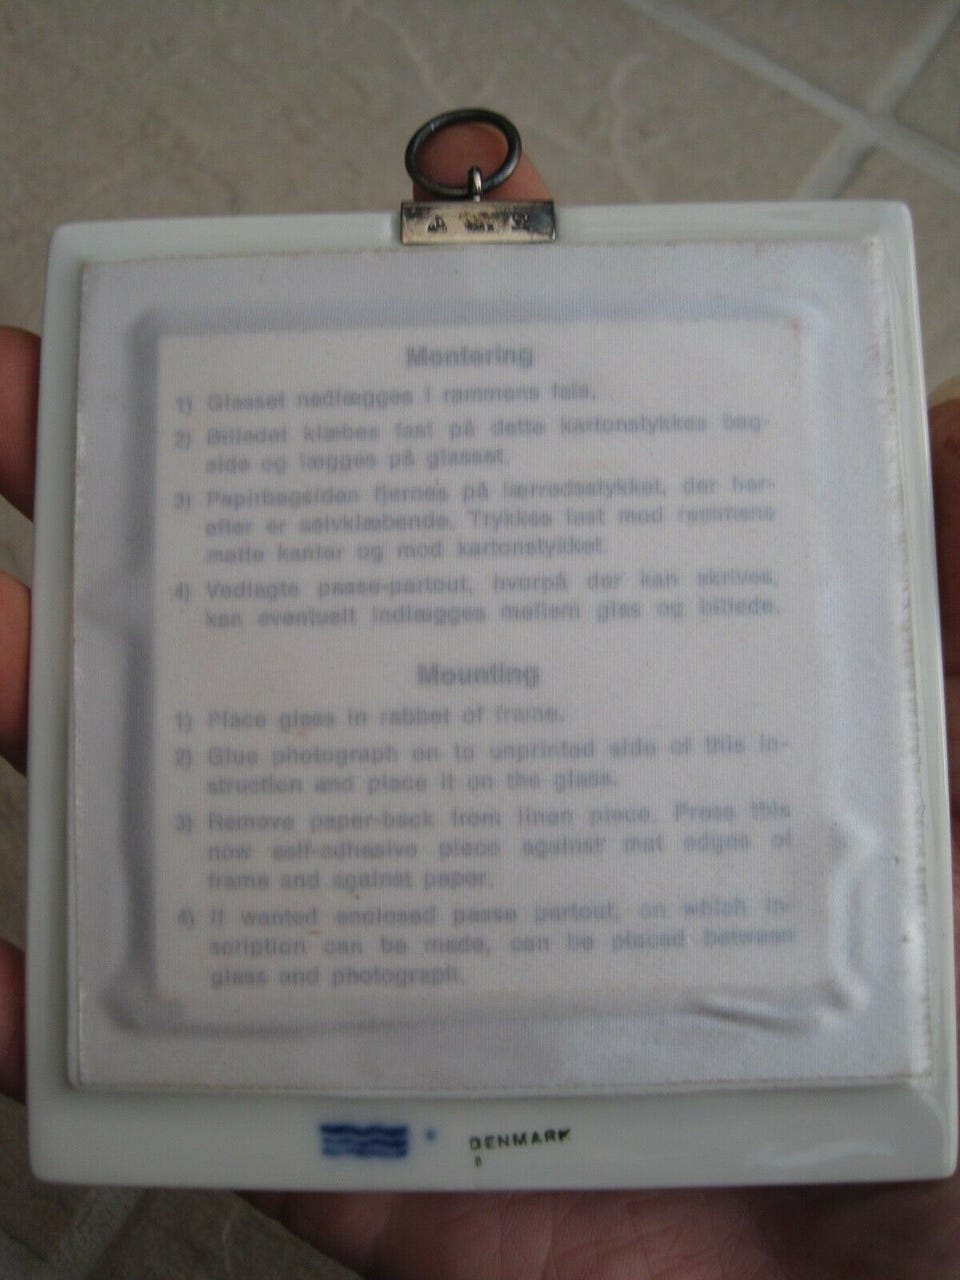 Montering
1) Glasset nedlægges i rammens fals.
2) Billedet klæbes fast på dette kartonstykkes bag-
side og lægges på glasset.
3) Papirbagsiden fjernes på lærredsstykket, der her-
efter er selvklæbende. Trykkes fast mod rammens
matte kanter og mod kartonstykket.
4) Vedlagte passe-partout, hvorpå der kan skrives,
kan eventuelt indlægges mellem glas og billede.
Mounting
1) Place glass in rabbet of frame.
2) Glue photograph on to unprinted side of this in-
struction and place it on the glass.
3) Remove paper-back from linen piece. Press this
now self-adhesive piece against mat edges of
frame and against paper.
4) If wanted enclosed passe partout, on which in-
scription can be made, can be placed between
glass and photograph.
DENMARK